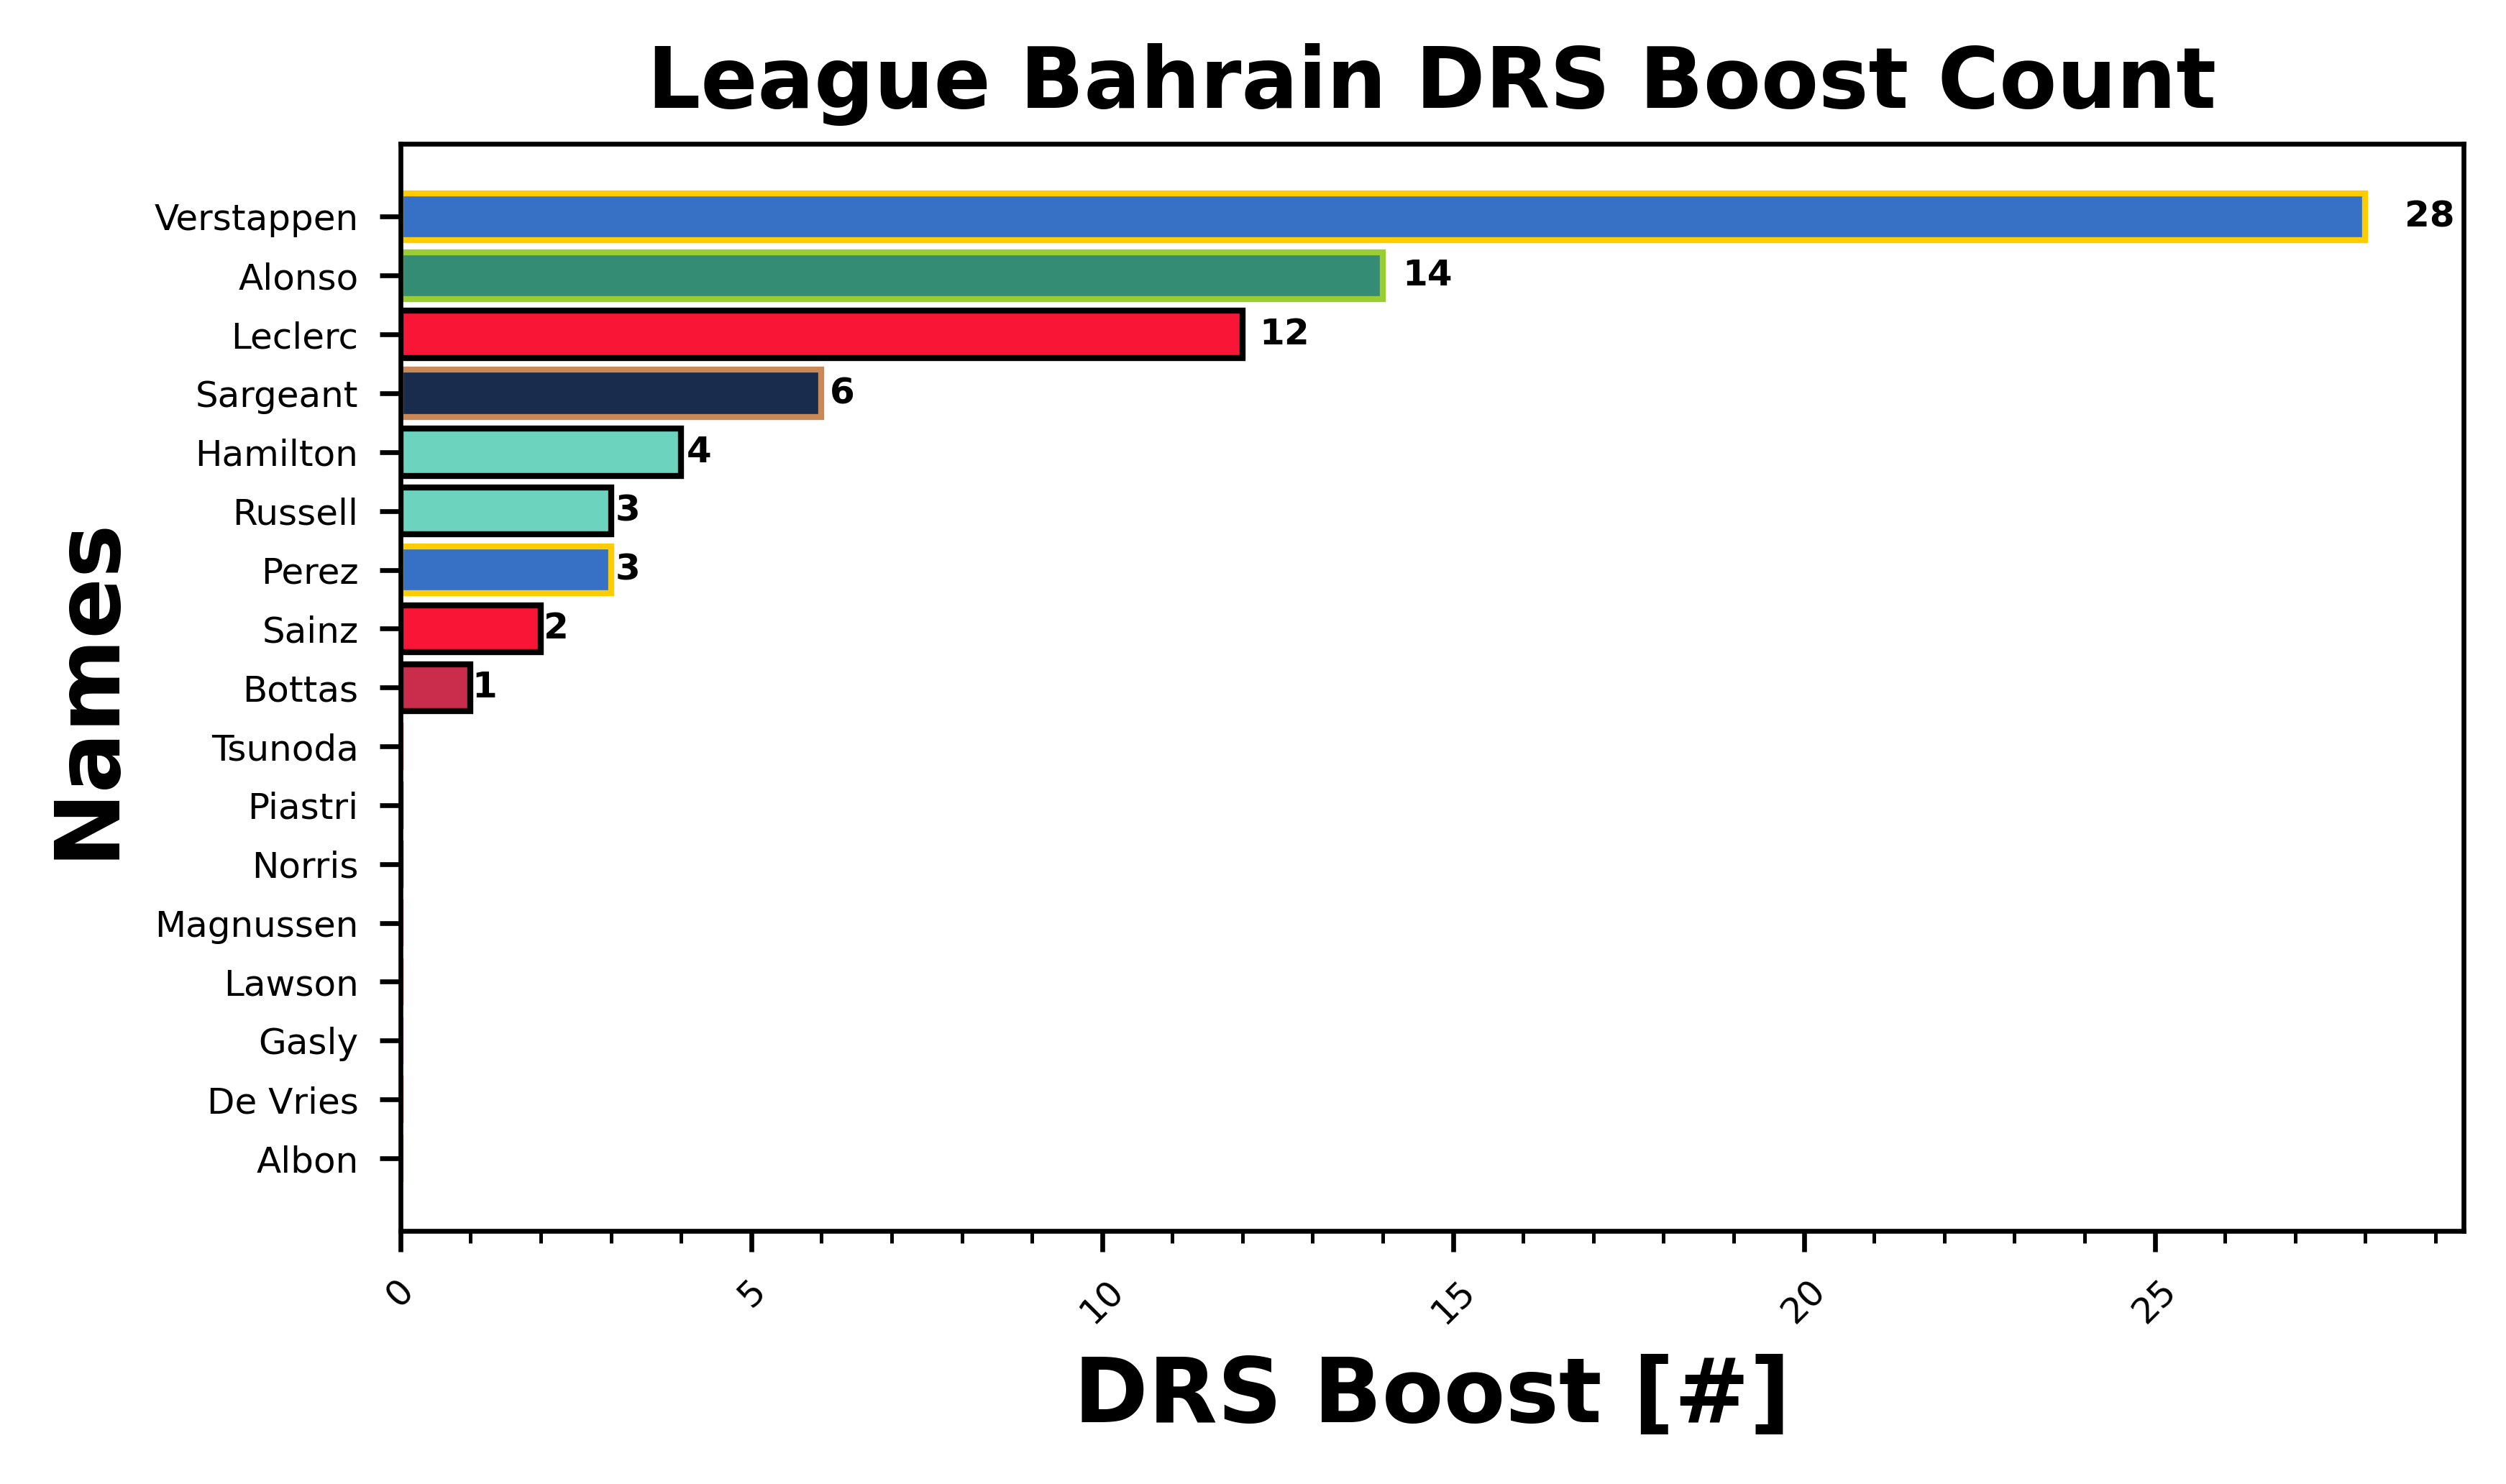 League Bahrain DRS Boost Count
Names
Verstappen 28
Alonso 14
Leclerc 12
Sargeant 6
Hamilton 4
Russell 3
Perez 3
Sainz 2
Bottas 1
Tsunoda
Piastri
Norris
Magnussen
Lawson
Gasly
De Vries
Albon
0 5 10 15 20 25
DRS Boost [#]